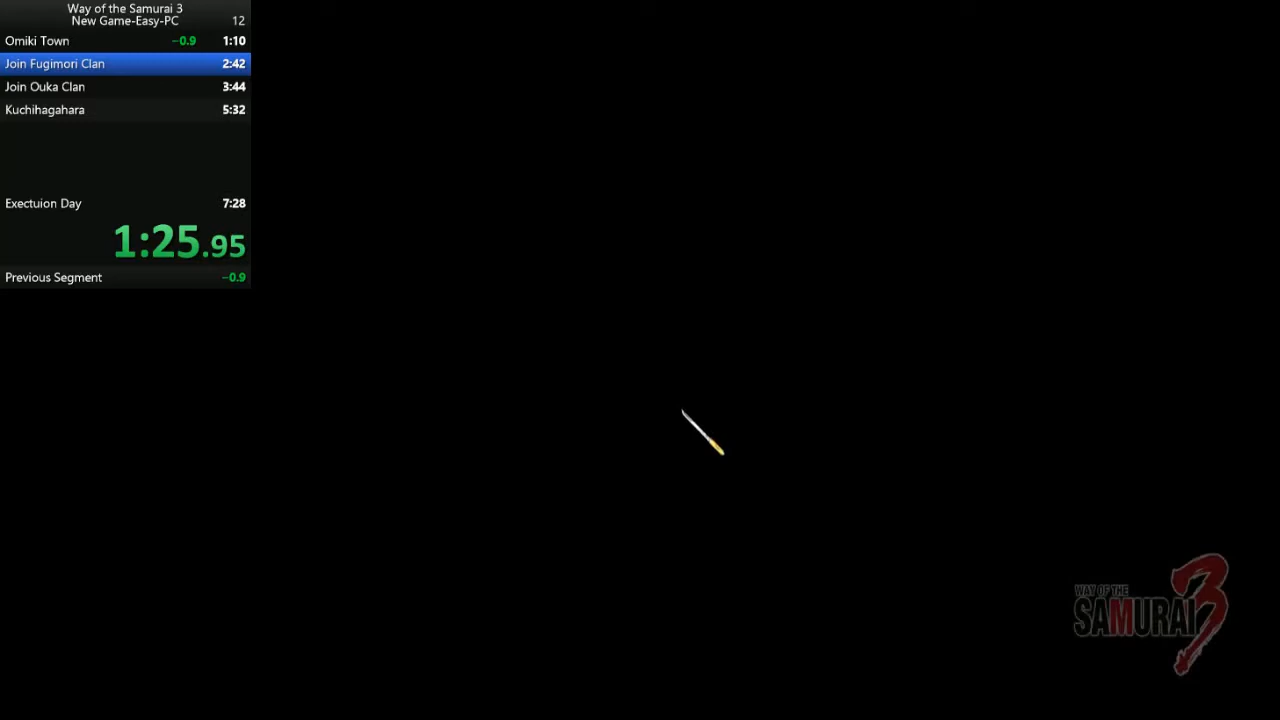 Way of the Samurai 3
New Game-Easy-PC 12
Omiki Town −0.9 1:10
Join Fugimori Clan 2:42
Join Ouka Clan 3:44
Kuchihagahara 5:32
Exectuion Day 7:28
1:25.95
Previous Segment −0.9
WAY OF THE
SAMURAI 3